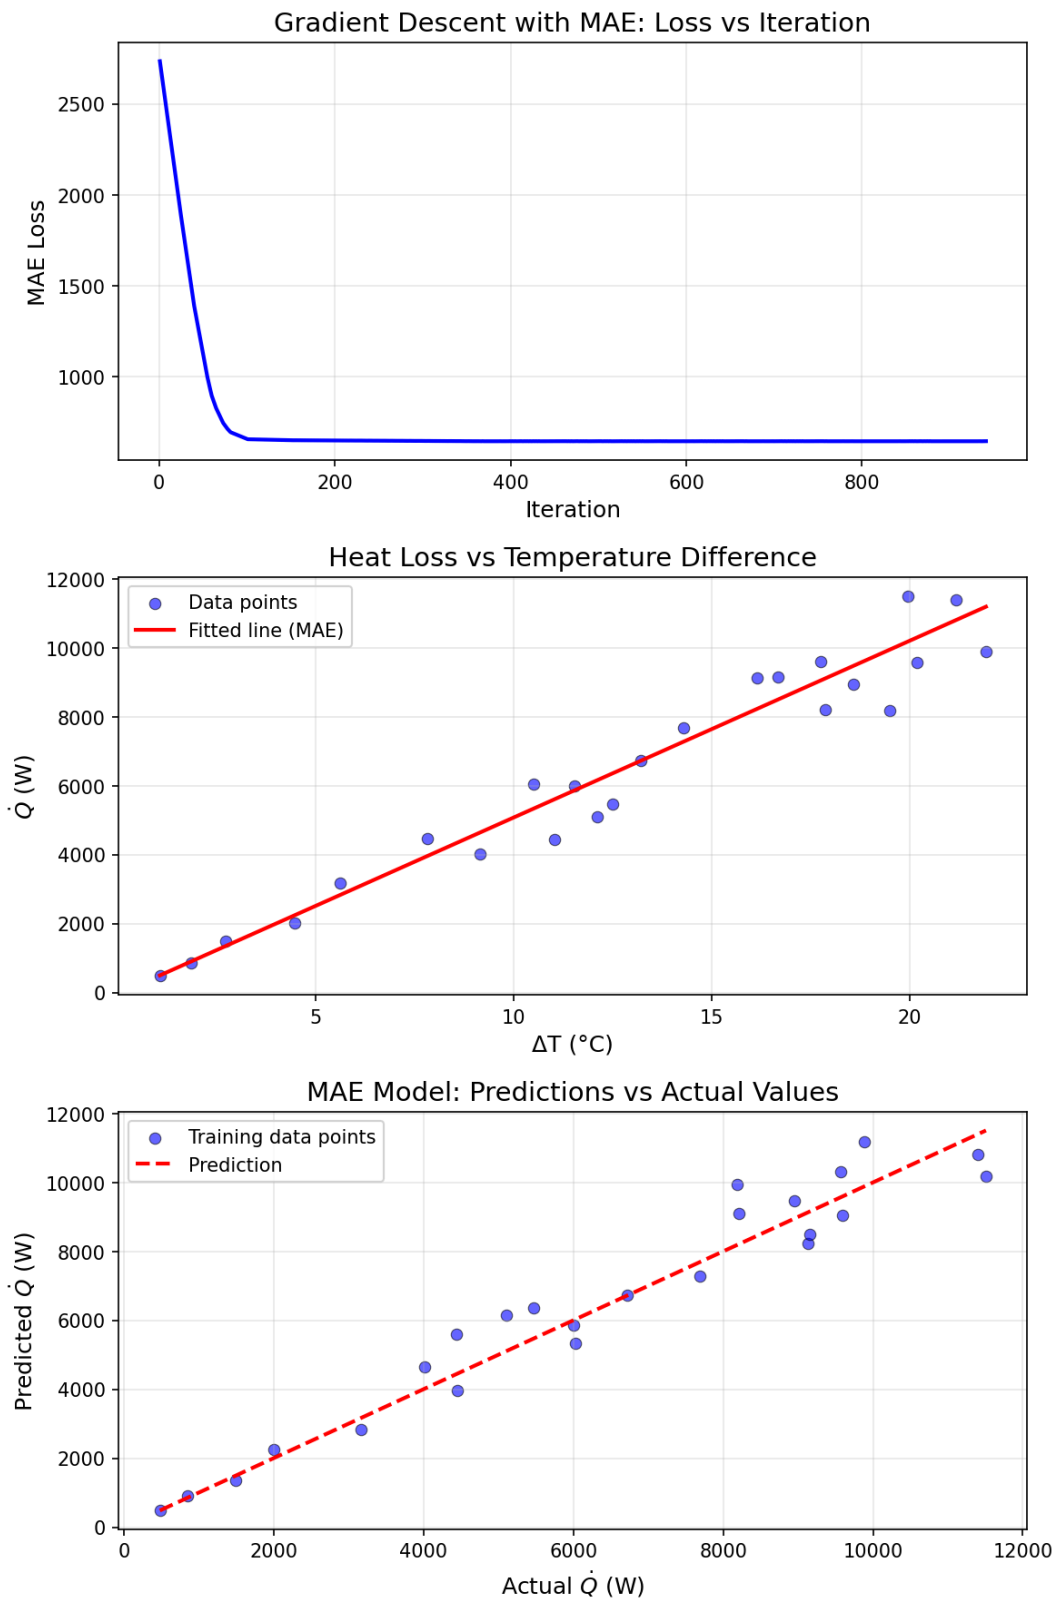 Gradient Descent with MAE: Loss vs Iteration
MAE Loss
2500
2000
1500
1000
0 200 400 600 800
Iteration
Heat Loss vs Temperature Difference
Q̇ (W)
12000
10000
8000
6000
4000
2000
0
Data points
Fitted line (MAE)
5 10 15 20
ΔT (°C)
MAE Model: Predictions vs Actual Values
Predicted Q̇ (W)
12000
10000
8000
6000
4000
2000
0
Training data points
Prediction
0 2000 4000 6000 8000 10000 12000
Actual Q̇ (W)